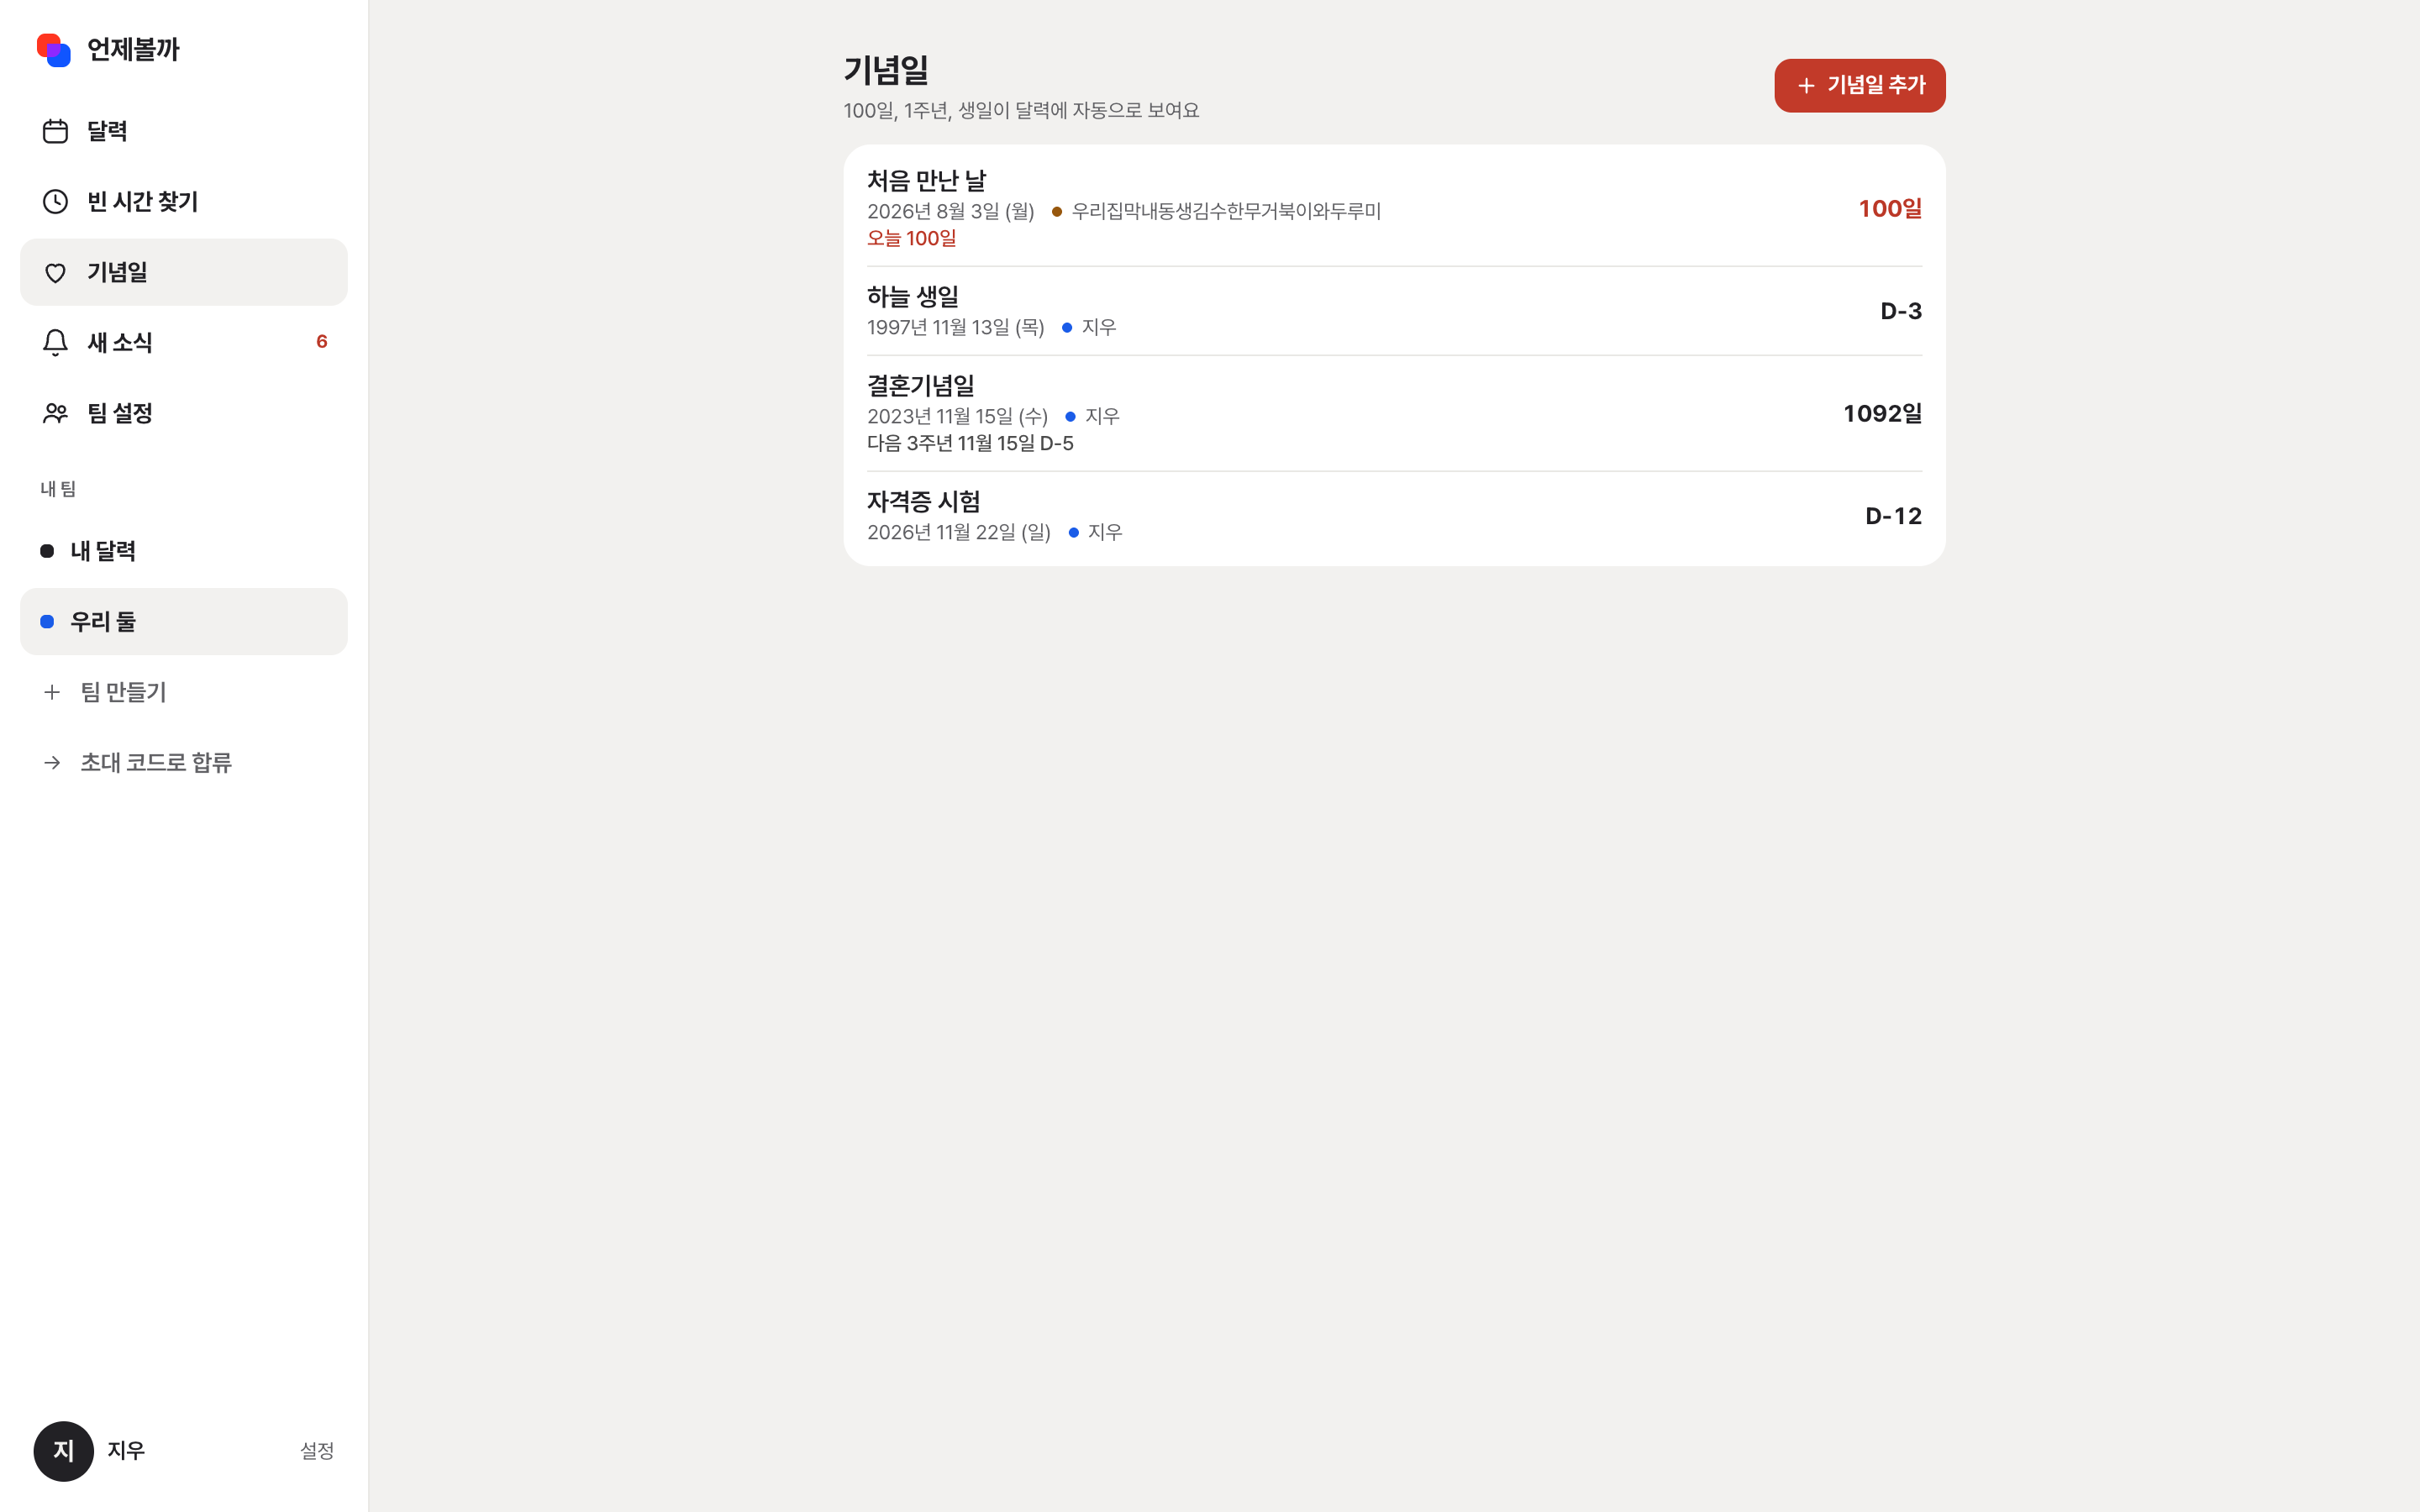 언제볼까
달력
빈 시간 찾기
기념일
새 소식 6
팀 설정
내 팀
내 달력
우리 둘
팀 만들기
초대 코드로 합류
지 지우 설정
기념일
100일, 1주년, 생일이 달력에 자동으로 보여요
+ 기념일 추가
처음 만난 날
2026년 8월 3일 (월) 우리집막내동생김수한무거북이와두루미
오늘 100일
100일
하늘 생일
1997년 11월 13일 (목) 지우
D-3
결혼기념일
2023년 11월 15일 (수) 지우
다음 3주년 11월 15일 D-5
1092일
자격증 시험
2026년 11월 22일 (일) 지우
D-12